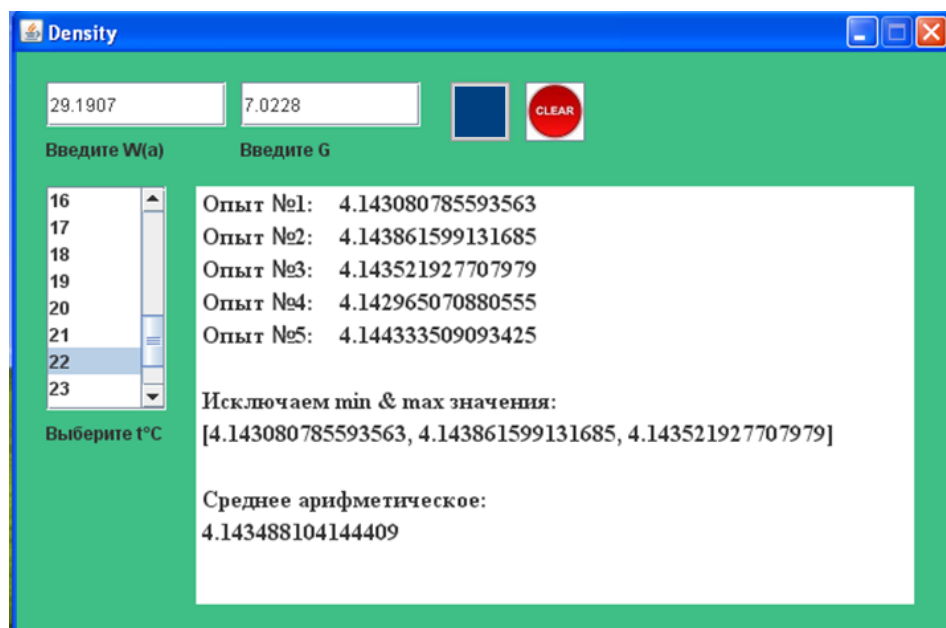 Density
29.1907 7.0228
CLEAR
Введите W(a) Введите G
16
17
18
19
20
21
22
23
Выберите t°C
Опыт №1: 4.143080785593563
Опыт №2: 4.143861599131685
Опыт №3: 4.143521927707979
Опыт №4: 4.142965070880555
Опыт №5: 4.144333509093425
Исключаем min & max значения:
[4.143080785593563, 4.143861599131685, 4.143521927707979]
Среднее арифметическое:
4.143488104144409